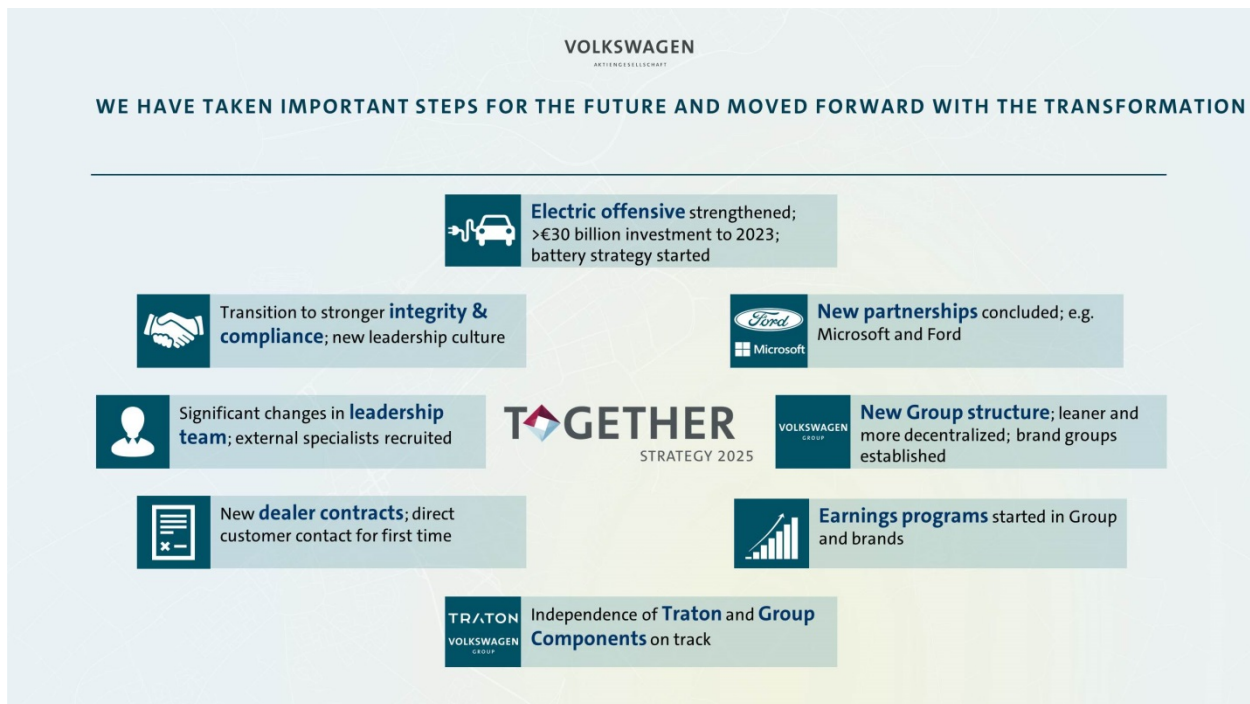 VOLKSWAGEN
AKTIENGESELLSCHAFT
WE HAVE TAKEN IMPORTANT STEPS FOR THE FUTURE AND MOVED FORWARD WITH THE TRANSFORMATION
Electric offensive strengthened;
>€30 billion investment to 2023;
battery strategy started
Transition to stronger integrity &
compliance; new leadership culture
Ford
Microsoft
New partnerships concluded; e.g.
Microsoft and Ford
Significant changes in leadership
team; external specialists recruited
TOGETHER
STRATEGY 2025
VOLKSWAGEN
GROUP
New Group structure; leaner and
more decentralized; brand groups
established
New dealer contracts; direct
customer contact for first time
Earnings programs started in Group
and brands
TRATON
VOLKSWAGEN
GROUP
Independence of Traton and Group
Components on track